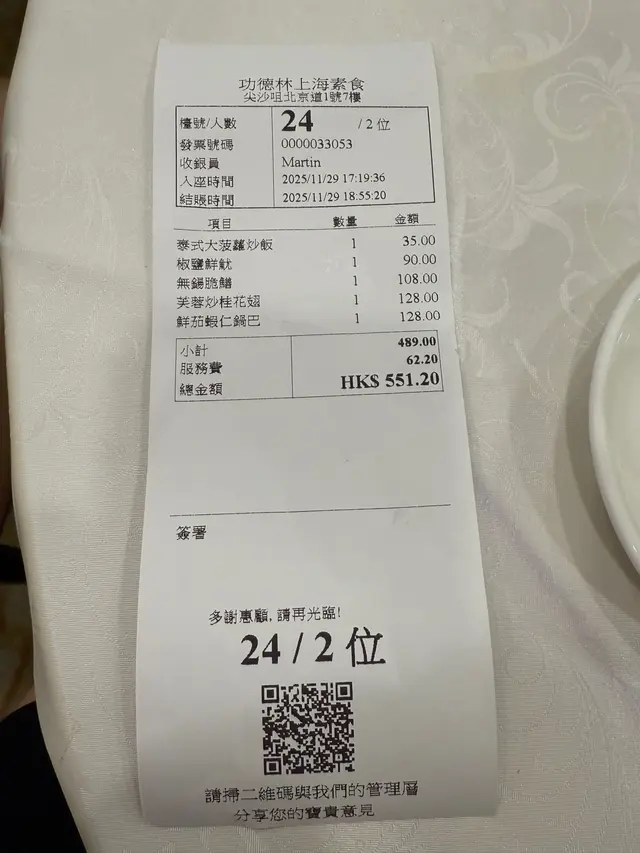 功德林上海素食
尖沙咀北京道1號7樓
檯號/人數 24 / 2 位
發票號碼 0000033053
收銀員 Martin
入座時間 2025/11/29 17:19:36
結賬時間 2025/11/29 18:55:20
項目 數量 金額
泰式大菠蘿炒飯 1 35.00
椒鹽鮮魷 1 90.00
無錫脆鱔 1 108.00
芙蓉炒桂花翅 1 128.00
鮮茄蝦仁鍋巴 1 128.00
小計 489.00
服務費 62.20
總金額 HK$ 551.20
簽署
多謝惠顧, 請再光臨!
24 / 2 位
請掃二維碼與我們的管理層
分享您的寶貴意見